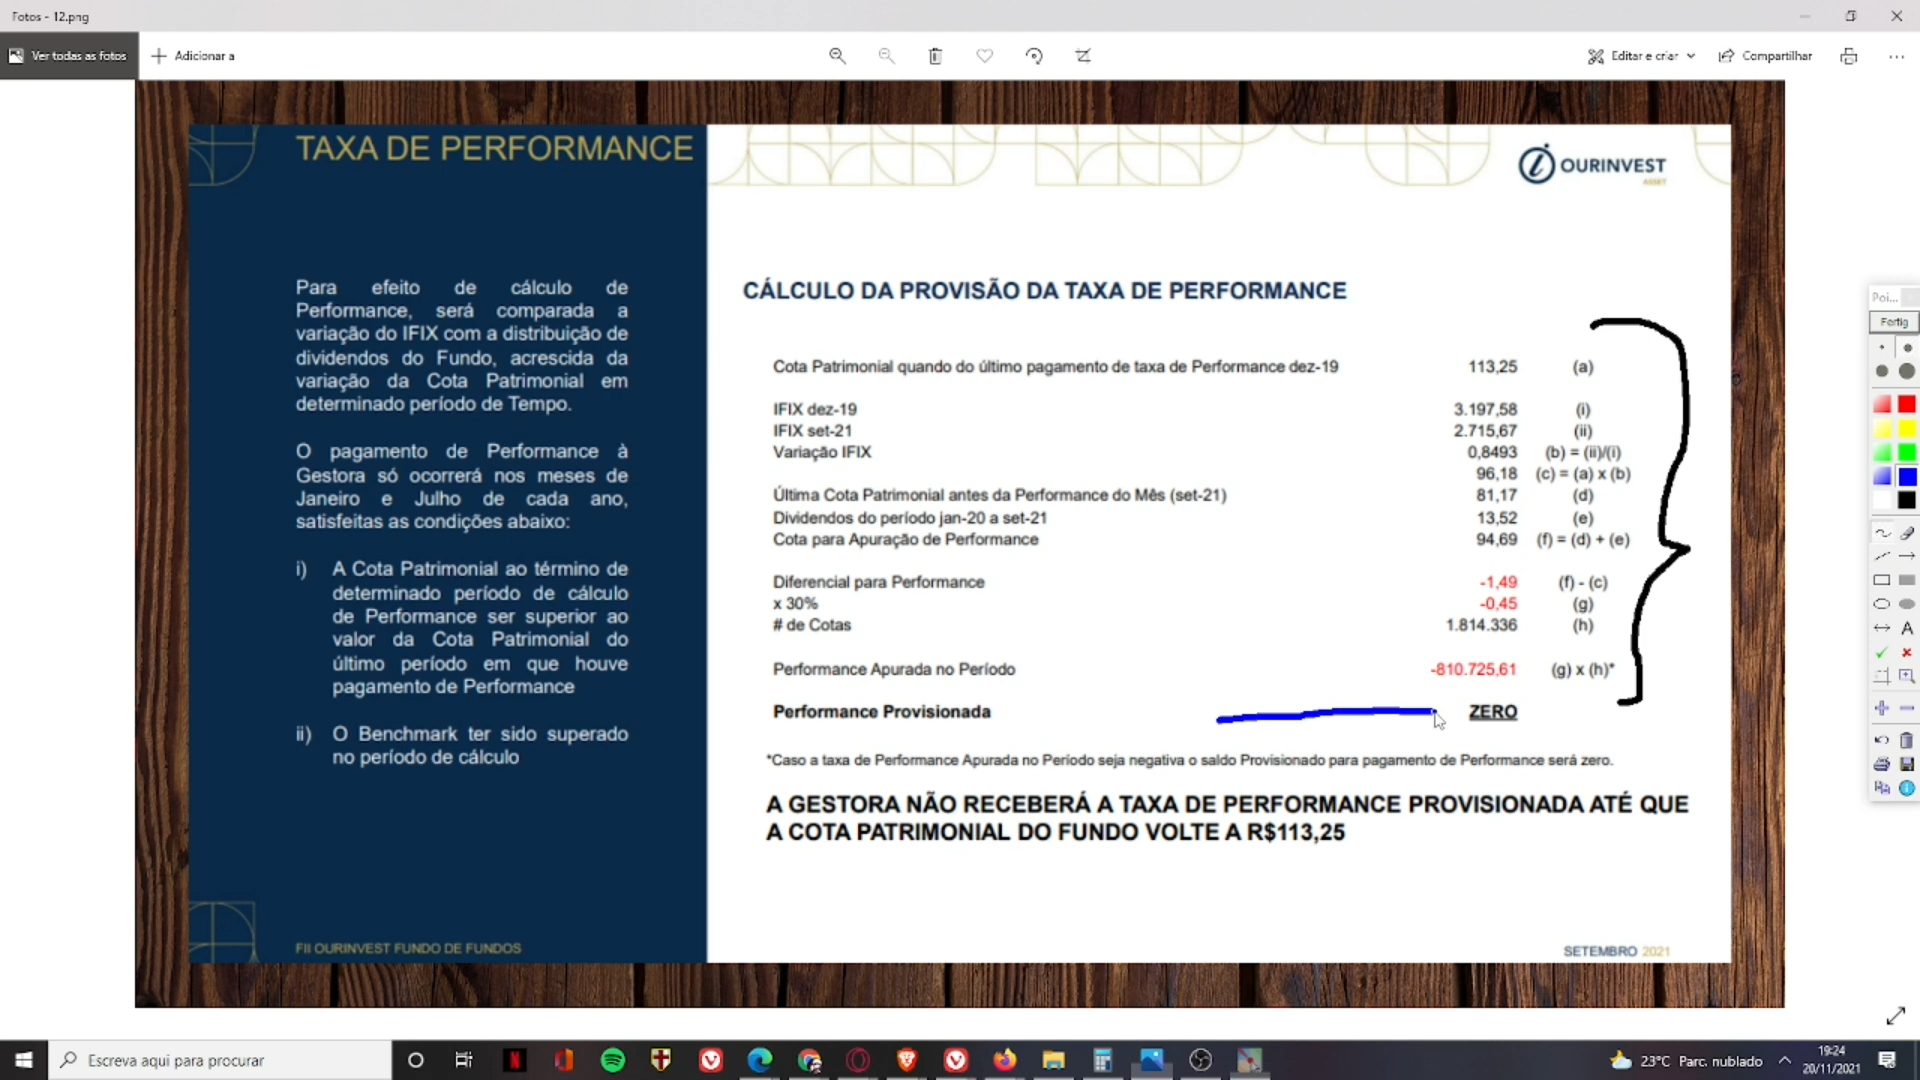 Fotos - 12.png
Ver todas as fotos
Adicionar a
Editar e criar
Compartilhar
TAXA DE PERFORMANCE
OURINVEST
ASSET
Para efeito de cálculo de
Performance, será comparada a
variação do IFIX com a distribuição de
dividendos do Fundo, acrescida da
variação da Cota Patrimonial em
determinado período de Tempo.
O pagamento de Performance à
Gestora só ocorrerá nos meses de
Janeiro e Julho de cada ano,
satisfeitas as condições abaixo:
i) A Cota Patrimonial ao término de
determinado período de cálculo
de Performance ser superior ao
valor da Cota Patrimonial do
último período em que houve
pagamento de Performance
ii) O Benchmark ter sido superado
no período de cálculo
FII OURINVEST FUNDO DE FUNDOS
CÁLCULO DA PROVISÃO DA TAXA DE PERFORMANCE
Cota Patrimonial quando do último pagamento de taxa de Performance dez-19 113,25 (a)
IFIX dez-19 3.197,58 (i)
IFIX set-21 2.715,67 (ii)
Variação IFIX 0,8493 (b) = (ii)/(i)
96,18 (c) = (a) x (b)
Última Cota Patrimonial antes da Performance do Mês (set-21) 81,17 (d)
Dividendos do período jan-20 a set-21 13,52 (e)
Cota para Apuração de Performance 94,69 (f) = (d) + (e)
Diferencial para Performance -1,49 (f) - (c)
x 30% -0,45 (g)
# de Cotas 1.814.336 (h)
Performance Apurada no Período -810.725,61 (g) x (h)*
Performance Provisionada ZERO
*Caso a taxa de Performance Apurada no Período seja negativa o saldo Provisionado para pagamento de Performance será zero.
A GESTORA NÃO RECEBERÁ A TAXA DE PERFORMANCE PROVISIONADA ATÉ QUE
A COTA PATRIMONIAL DO FUNDO VOLTE A R$113,25
SETEMBRO 2021
Poi...
Fertig
A
Escreva aqui para procurar
23°C Parc. nublado
19:24
20/11/2021